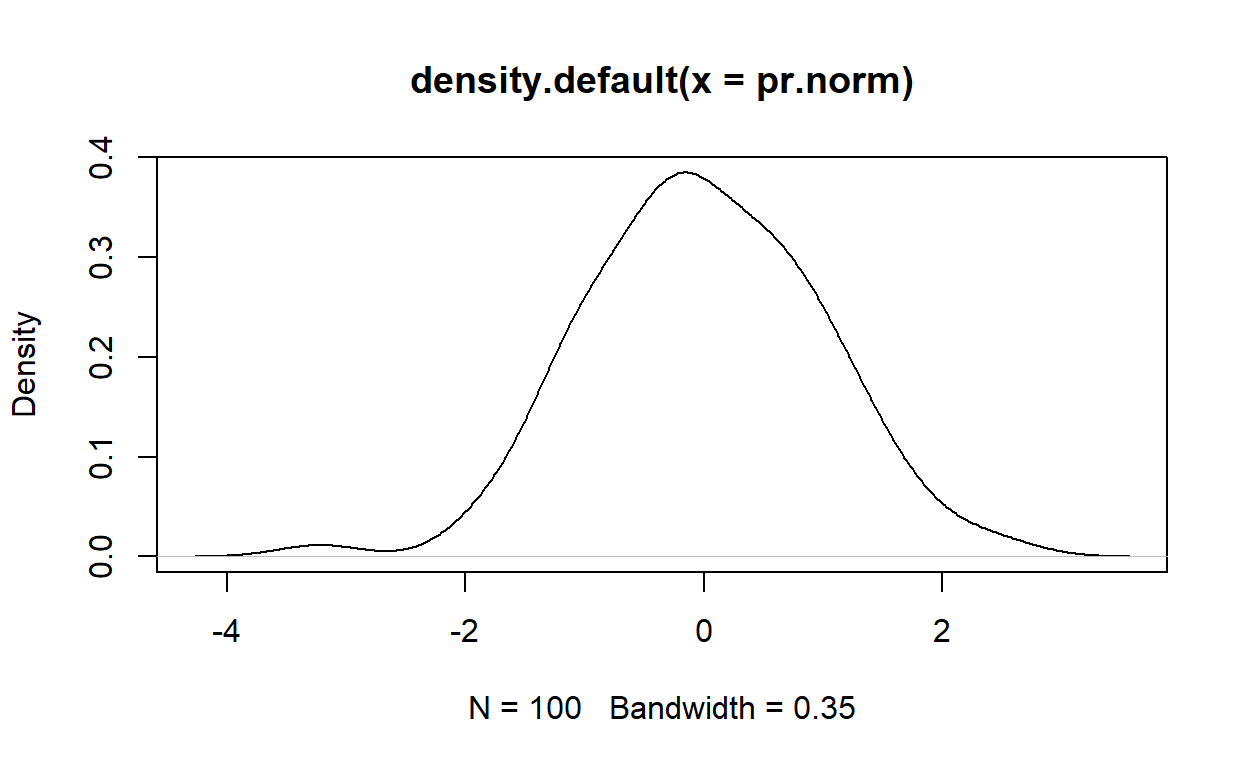 density.default(x = pr.norm)
Density
0.4
0.3
0.2
0.1
0.0
-4 -2 0 2
N = 100 Bandwidth = 0.35